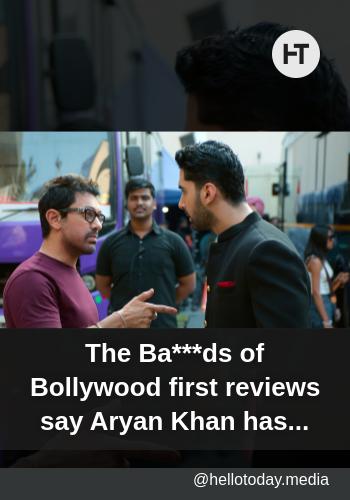 HT
The Ba***ds of
Bollywood first reviews
say Aryan Khan has...
@hellotoday.media